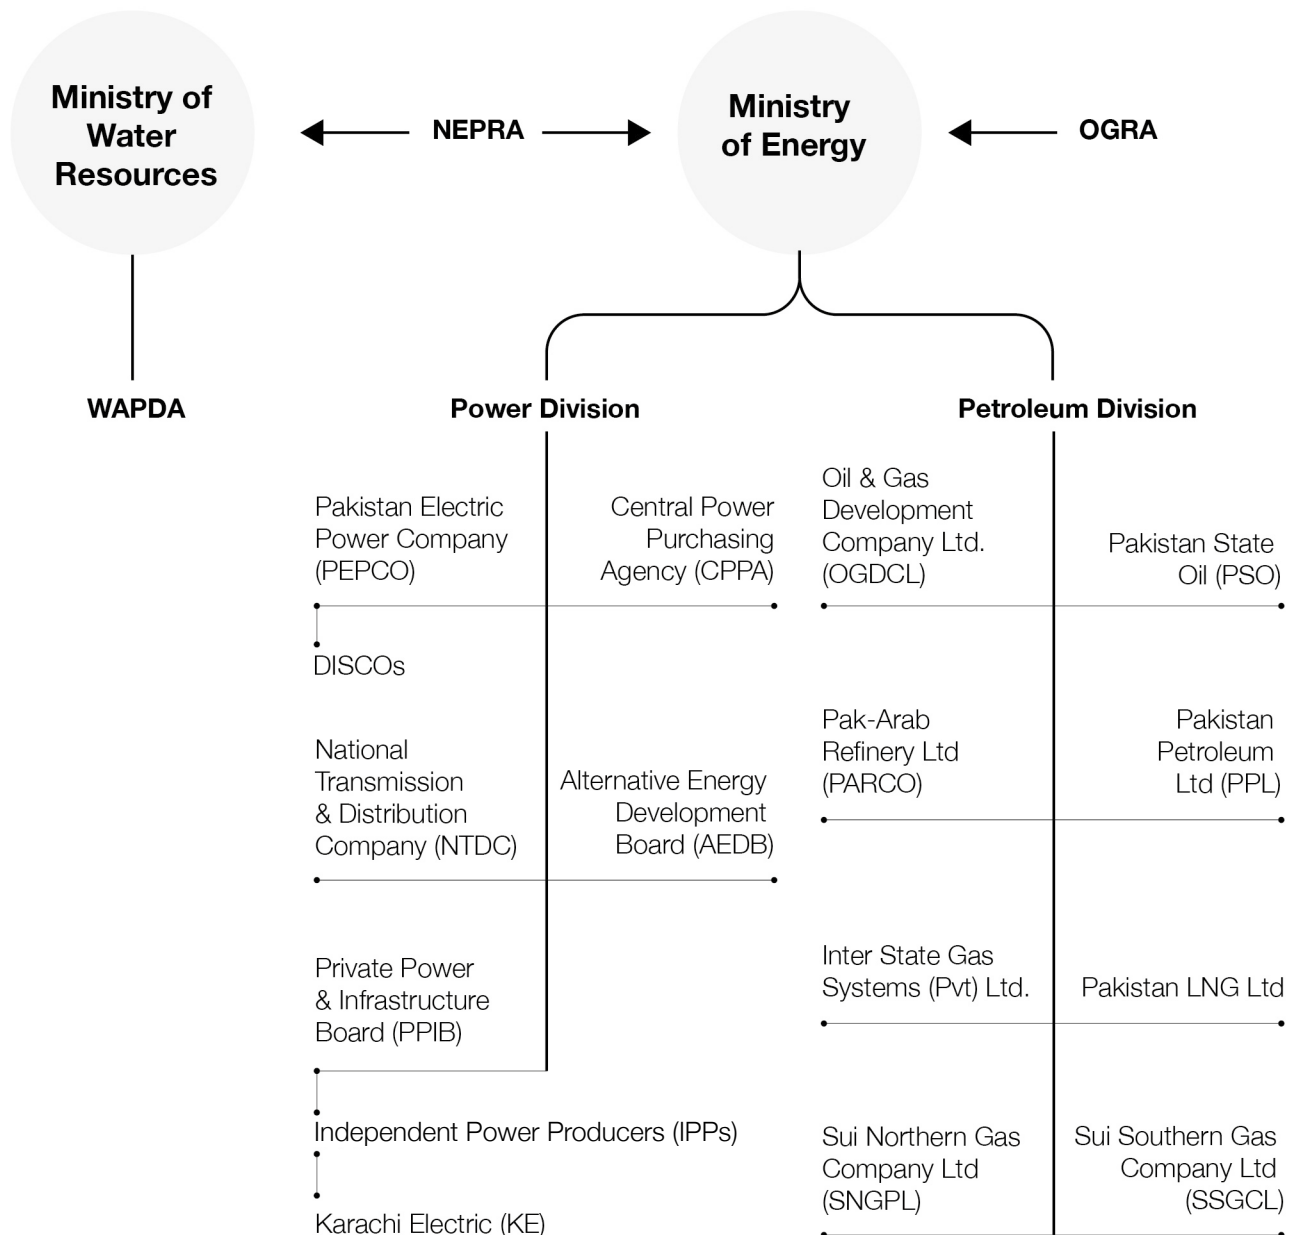 Ministry of
Water
Resources
NEPRA
Ministry
of Energy
OGRA
WAPDA
Power Division
Petroleum Division
Pakistan Electric
Power Company
(PEPCO)
Central Power
Purchasing
Agency (CPPA)
DISCOs
National
Transmission
& Distribution
Company (NTDC)
Alternative Energy
Development
Board (AEDB)
Private Power
& Infrastructure
Board (PPIB)
Independent Power Producers (IPPs)
Karachi Electric (KE)
Oil & Gas
Development
Company Ltd.
(OGDCL)
Pakistan State
Oil (PSO)
Pak-Arab
Refinery Ltd
(PARCO)
Pakistan
Petroleum
Ltd (PPL)
Inter State Gas
Systems (Pvt) Ltd.
Pakistan LNG Ltd
Sui Northern Gas
Company Ltd
(SNGPL)
Sui Southern Gas
Company Ltd
(SSGCL)